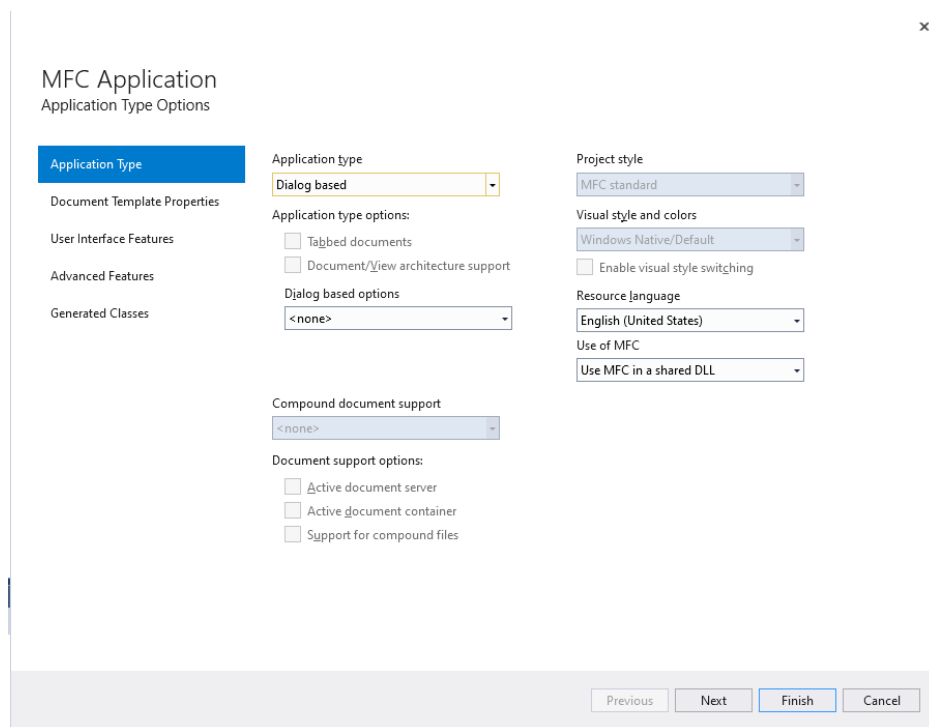 MFC Application
Application Type Options
Application Type
Document Template Properties
User Interface Features
Advanced Features
Generated Classes
Application type
Dialog based
Application type options:
Tabbed documents
Document/View architecture support
Dialog based options
<none>
Compound document support
<none>
Document support options:
Active document server
Active document container
Support for compound files
Project style
MFC standard
Visual style and colors
Windows Native/Default
Enable visual style switching
Resource language
English (United States)
Use of MFC
Use MFC in a shared DLL
Previous
Next
Finish
Cancel